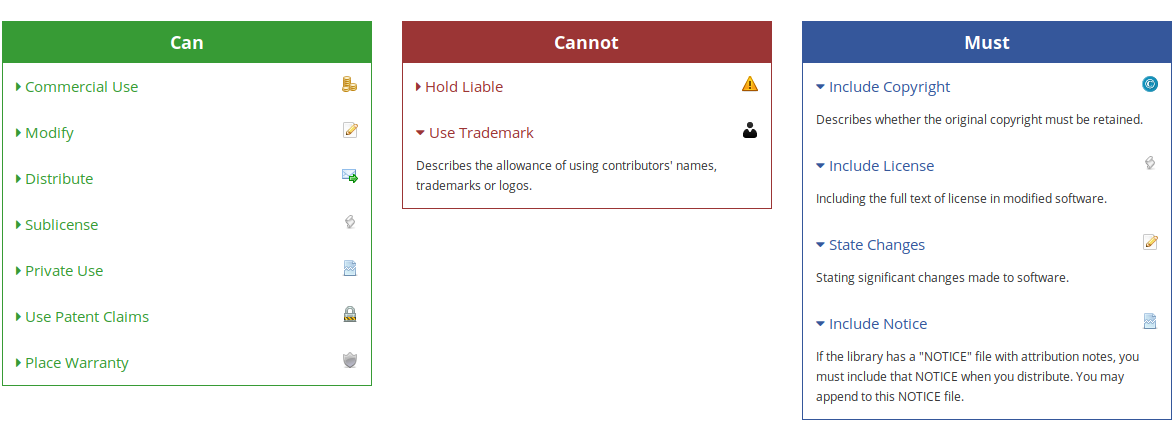 Can
Commercial Use
Modify
Distribute
Sublicense
Private Use
Use Patent Claims
Place Warranty
Cannot
Hold Liable
Use Trademark
Describes the allowance of using contributors' names,
trademarks or logos.
Must
Include Copyright
Describes whether the original copyright must be retained.
Include License
Including the full text of license in modified software.
State Changes
Stating significant changes made to software.
Include Notice
If the library has a "NOTICE" file with attribution notes, you
must include that NOTICE when you distribute. You may
append to this NOTICE file.